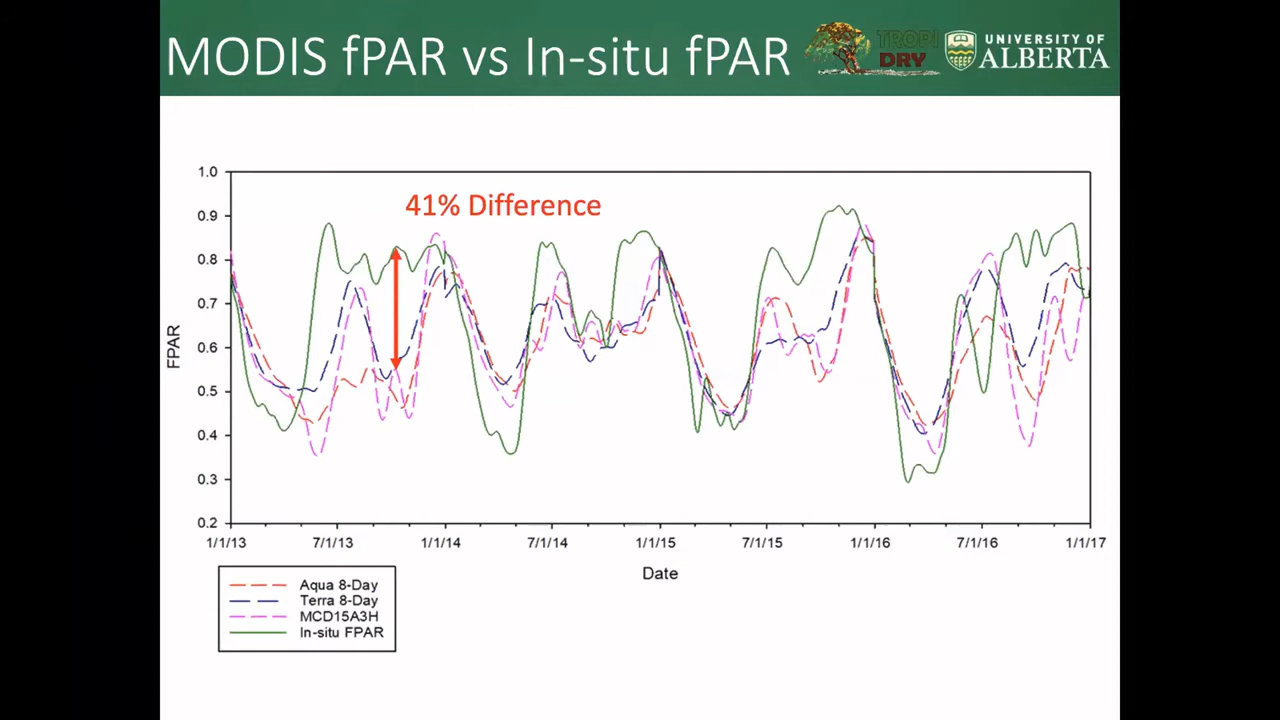 MODIS fPAR vs In-situ fPAR
TROPI
DRY
UNIVERSITY OF
ALBERTA
41% Difference
1.0
0.9
0.8
0.7
0.6
0.5
0.4
0.3
0.2
FPAR
1/1/13 7/1/13 1/1/14 7/1/14 1/1/15 7/1/15 1/1/16 7/1/16 1/1/17
Date
Aqua 8-Day
Terra 8-Day
MCD15A3H
In-situ FPAR